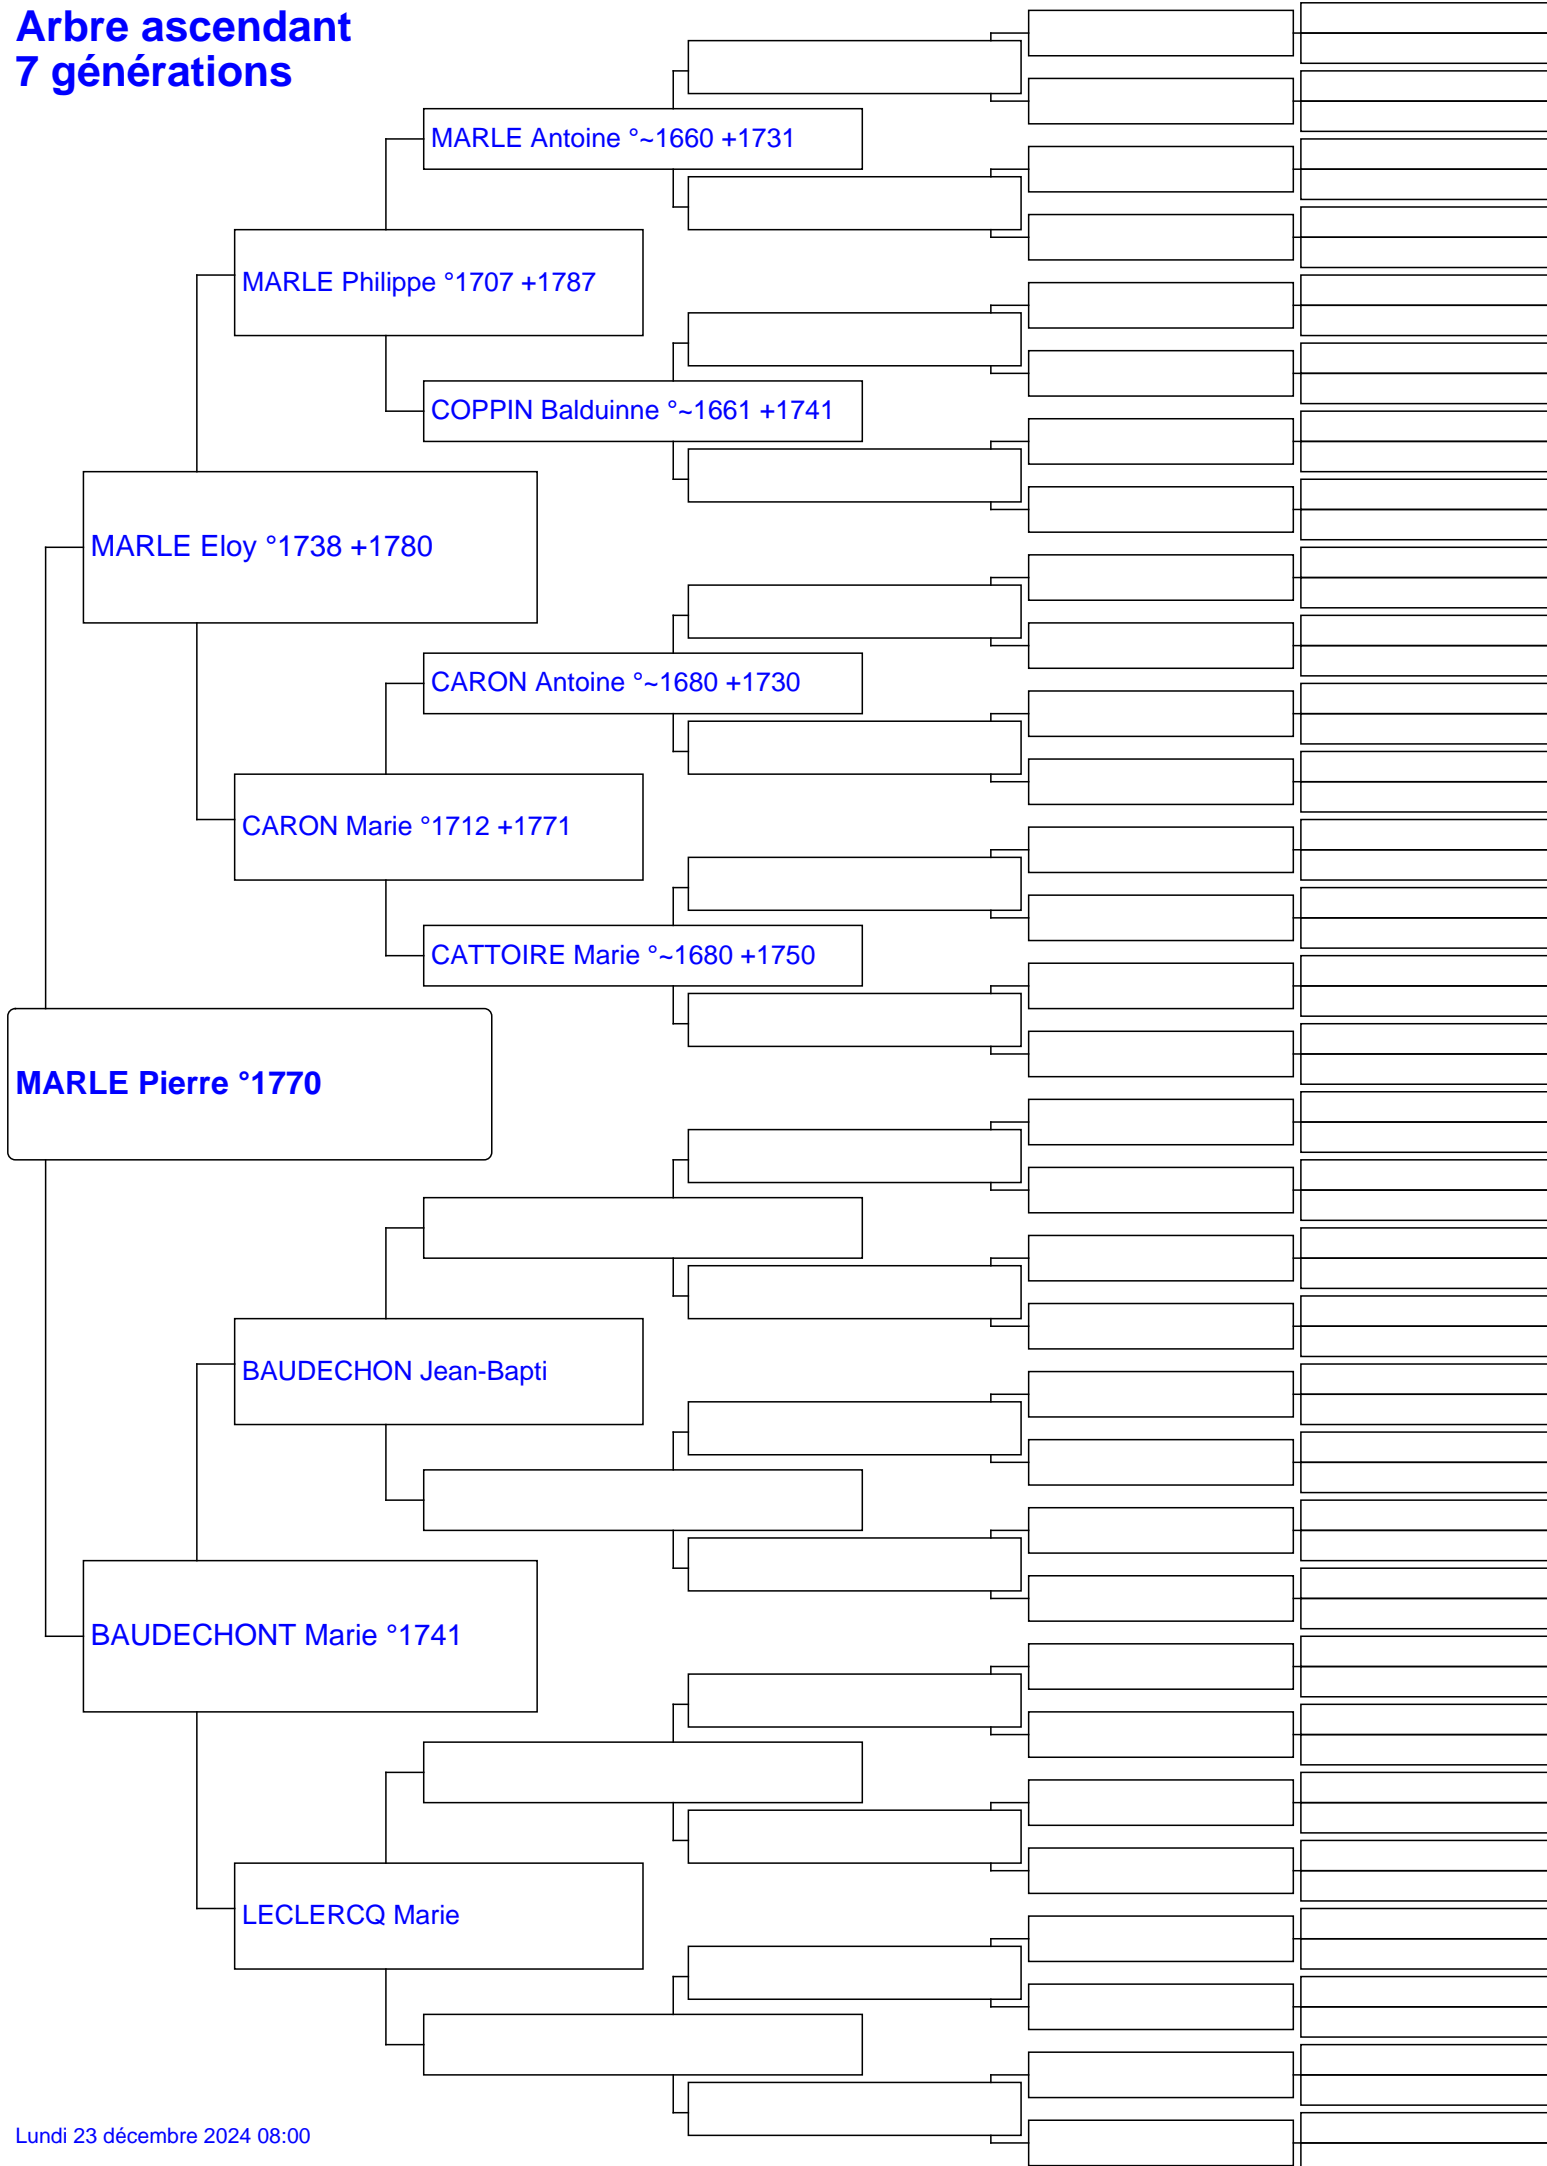 Arbre ascendant
7 générations
MARLE Antoine °~1660 +1731
MARLE Philippe °1707 +1787
COPPIN Balduinne °~1661 +1741
MARLE Eloy °1738 +1780
CARON Antoine °~1680 +1730
CARON Marie °1712 +1771
CATTOIRE Marie °~1680 +1750
MARLE Pierre °1770
BAUDECHON Jean-Bapti
BAUDECHONT Marie °1741
LECLERCQ Marie
Lundi 23 décembre 2024 08:00